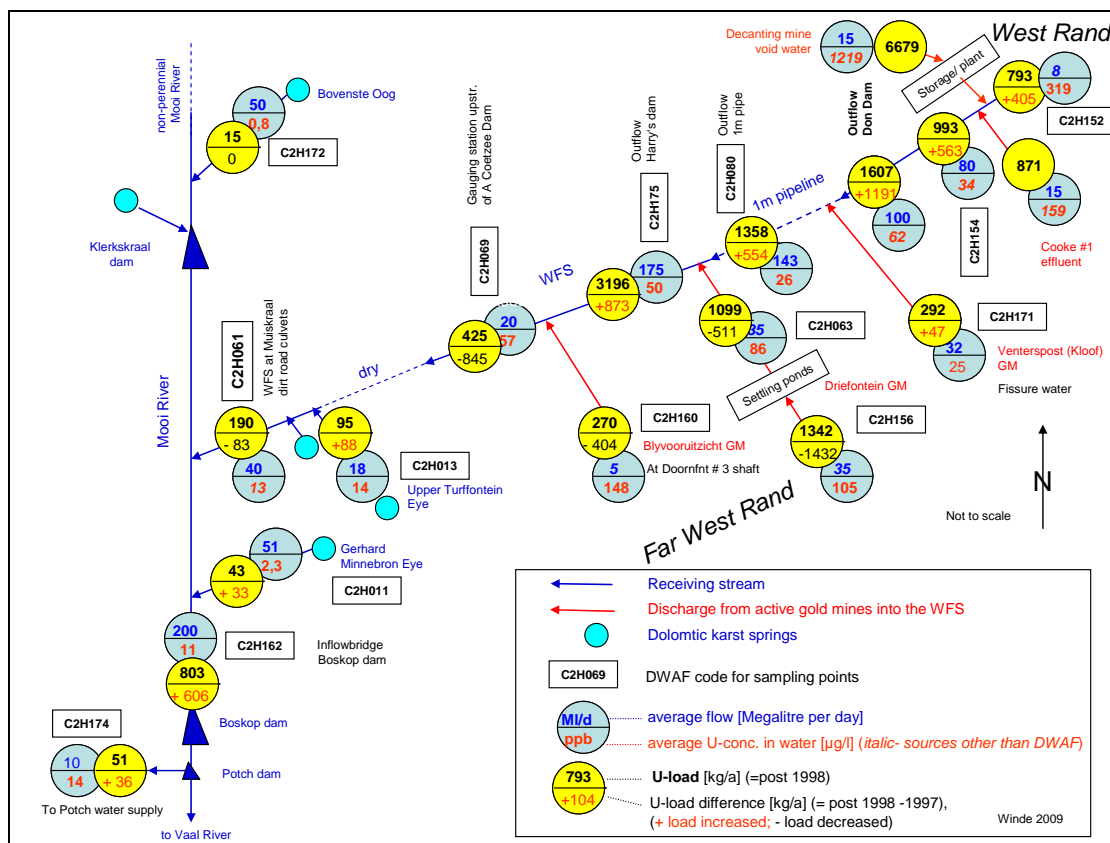 West Rand
Decanting mine
void water
15
1219
6679
Storage/ plant
793
+405
8
319
C2H152
non-perennial
Mooi River
50
0,8
Bovenste Oog
15
0
C2H172
Klerkskraal
dam
Gauging station upstr.
of A Coetzee Dam
C2H069
Outflow
Harry's dam
C2H175
Outflow
1m pipe
C2H080
Outflow
Don Dam
993
+563
80
34
C2H154
871
15
159
Cooke #1
effluent
1607
+1191
100
62
1m pipeline
1358
+554
143
26
WFS
3196
+873
175
50
1099
-511
35
86
C2H063
292
+47
32
25
C2H171
Venterspost (Kloof)
GM
Fissure water
425
-845
20
57
dry
Settling ponds
Driefontein GM
1342
-1432
35
105
C2H156
270
- 404
5
148
C2H160
Blyvooruitzicht GM
At Doornfnt # 3 shaft
Far West Rand
C2H061
WFS at Muiskraal
dirt road culvets
Mooi River
190
- 83
40
13
95
+88
18
14
C2H013
Upper Turffontein
Eye
51
2,3
Gerhard
Minnebron Eye
43
+ 33
C2H011
200
11
C2H162
Inflowbridge
Boskop dam
803
+ 606
Boskop dam
C2H174
10
14
51
+ 36
Potch dam
To Potch water supply
to Vaal River
N
Not to scale
Receiving stream
Discharge from active gold mines into the WFS
Dolomtic karst springs
C2H069
DWAF code for sampling points
Ml/d
ppb
average flow [Megalitre per day]
average U-conc. in water [µg/l] (italic- sources other than DWAF)
793
+104
U-load [kg/a] (=post 1998)
U-load difference [kg/a] (= post 1998 -1997),
(+ load increased; - load decreased)
Winde 2009